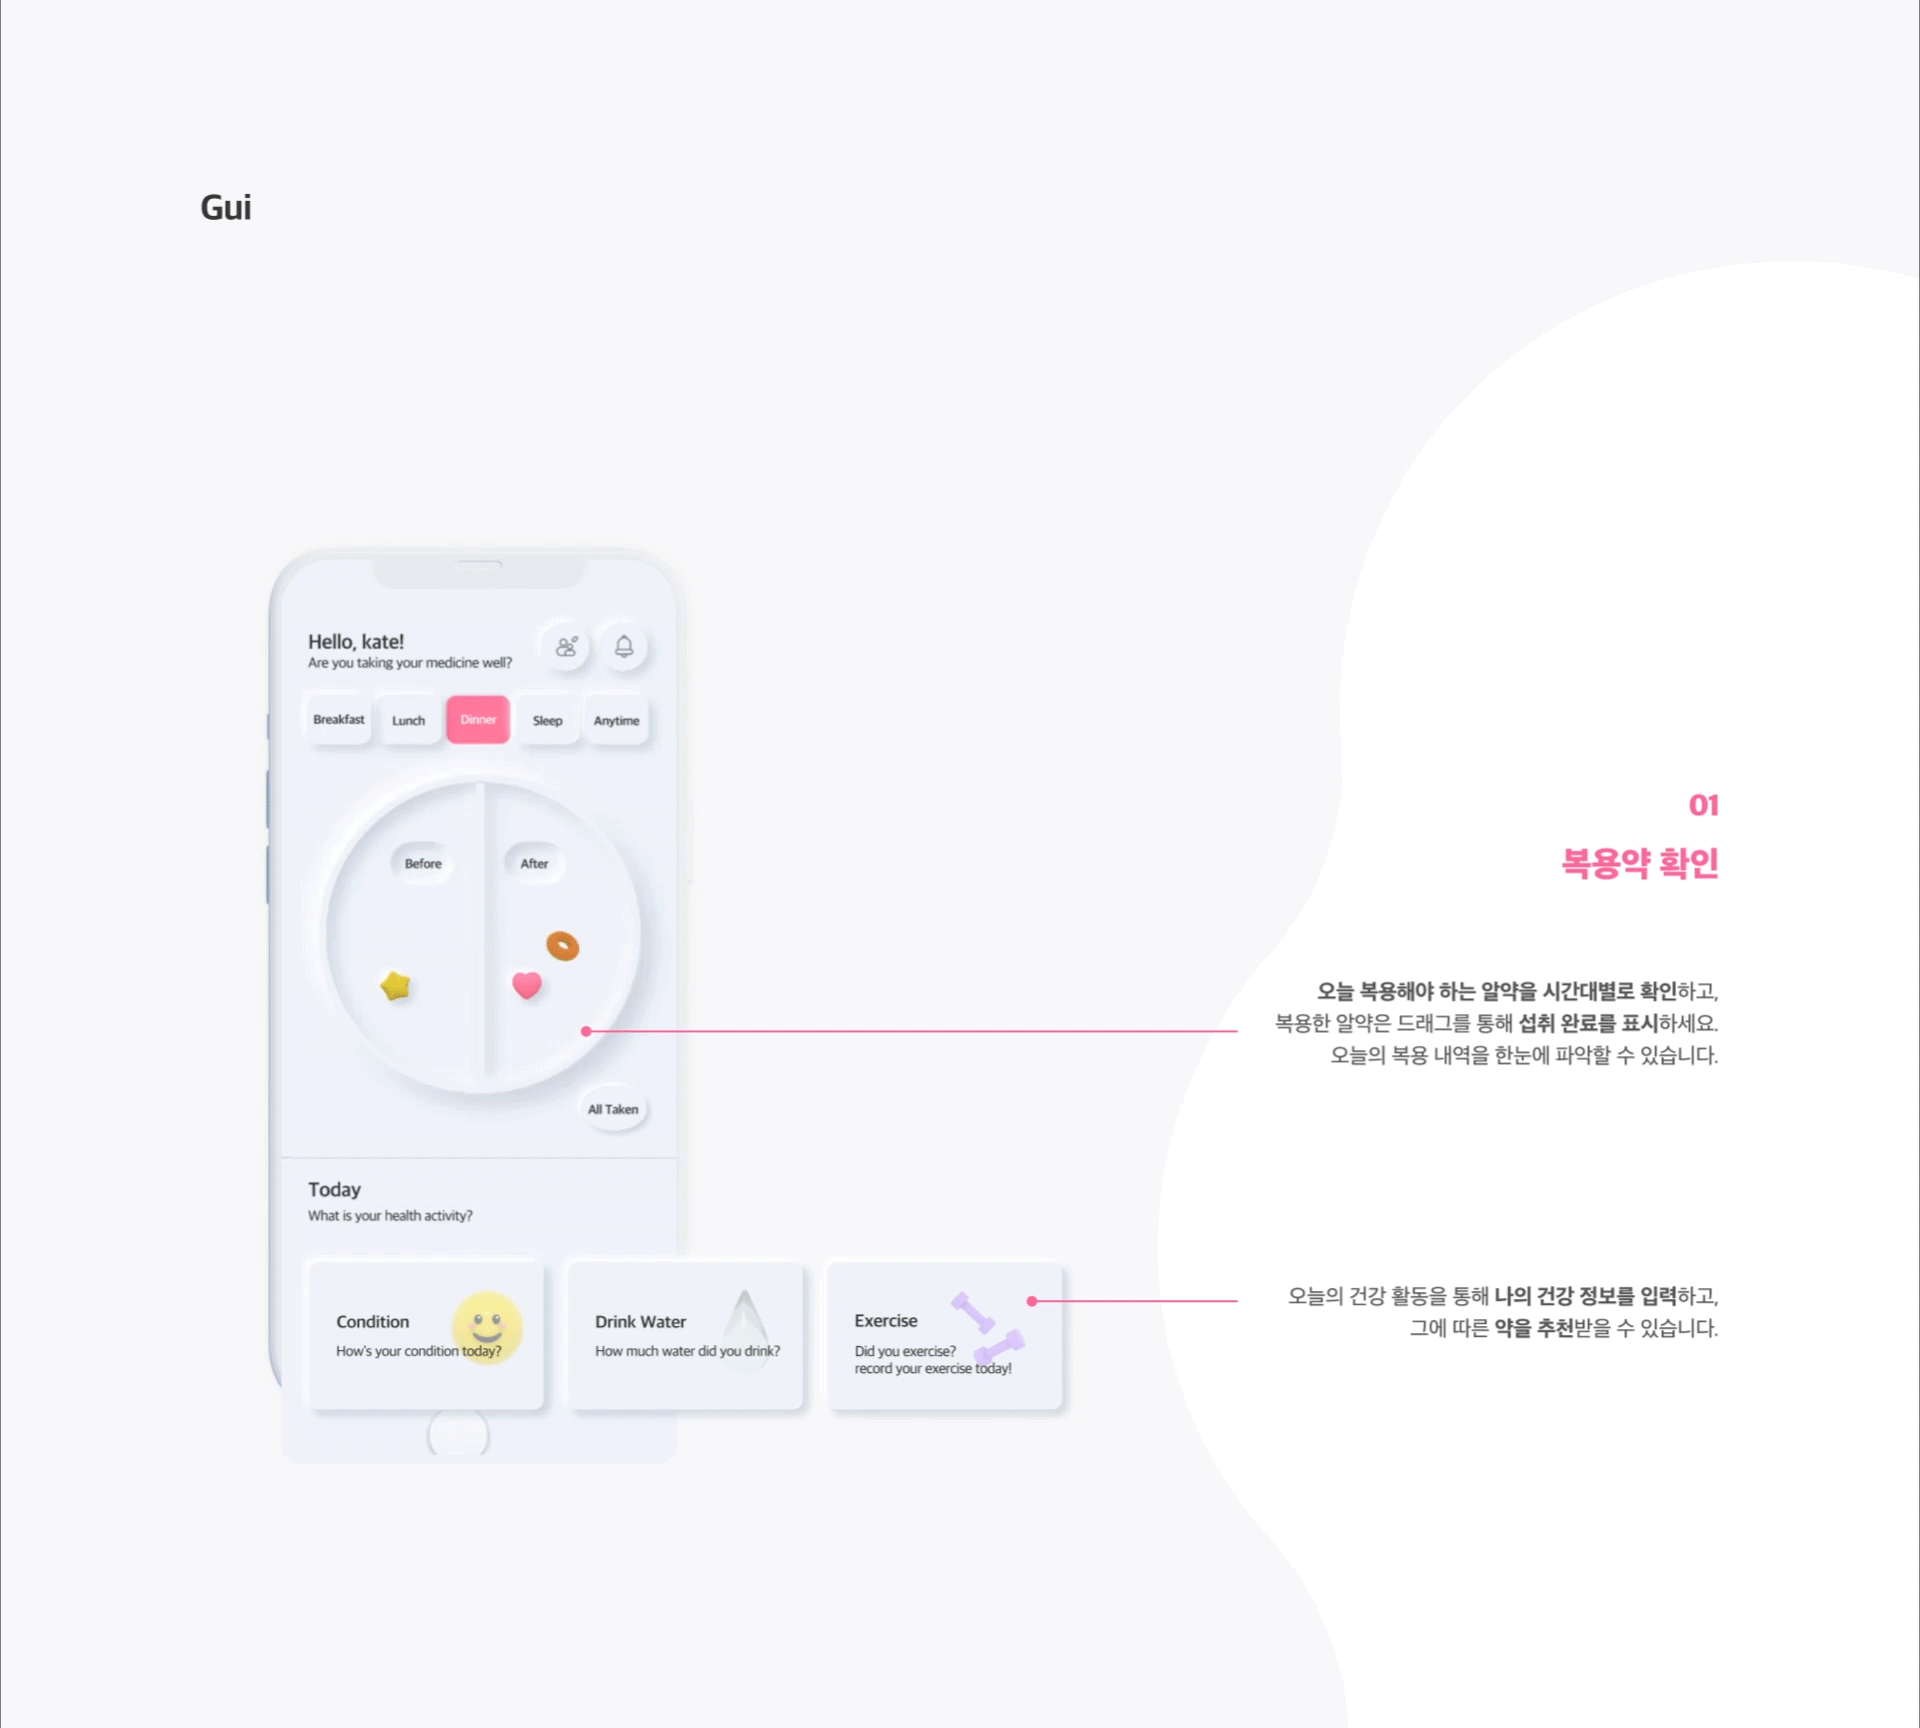 Gui
Hello, kate!
Are you taking your medicine well?
Breakfast
Lunch
Dinner
Sleep
Anytime
Before
After
All Taken
Today
What is your health activity?
Condition
How's your condition today?
Drink Water
How much water did you drink?
Exercise
Did you exercise?
record your exercise today!
01
복용약 확인
오늘 복용해야 하는 알약을 시간대별로 확인하고,
복용한 알약은 드래그를 통해 섭취 완료를 표시하세요.
오늘의 복용 내역을 한눈에 파악할 수 있습니다.
오늘의 건강 활동을 통해 나의 건강 정보를 입력하고,
그에 따른 약을 추천받을 수 있습니다.